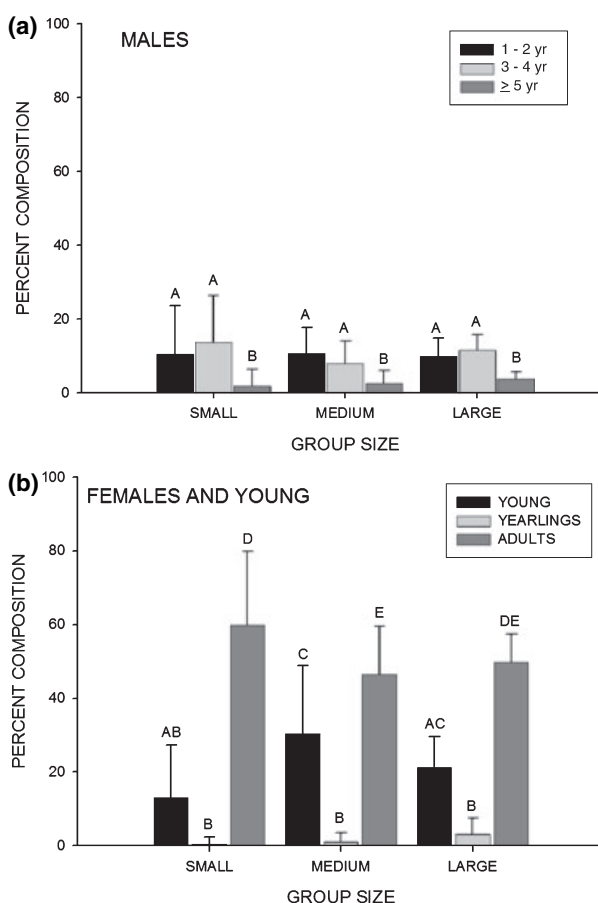 (a)
MALES
1 - 2 yr
3 - 4 yr
≥ 5 yr
PERCENT COMPOSITION
100
80
60
40
20
0
A A B
A A B
A A B
SMALL MEDIUM LARGE
GROUP SIZE
(b)
FEMALES AND YOUNG
YOUNG
YEARLINGS
ADULTS
PERCENT COMPOSITION
100
80
60
40
20
0
AB B D
C B E
AC B DE
SMALL MEDIUM LARGE
GROUP SIZE